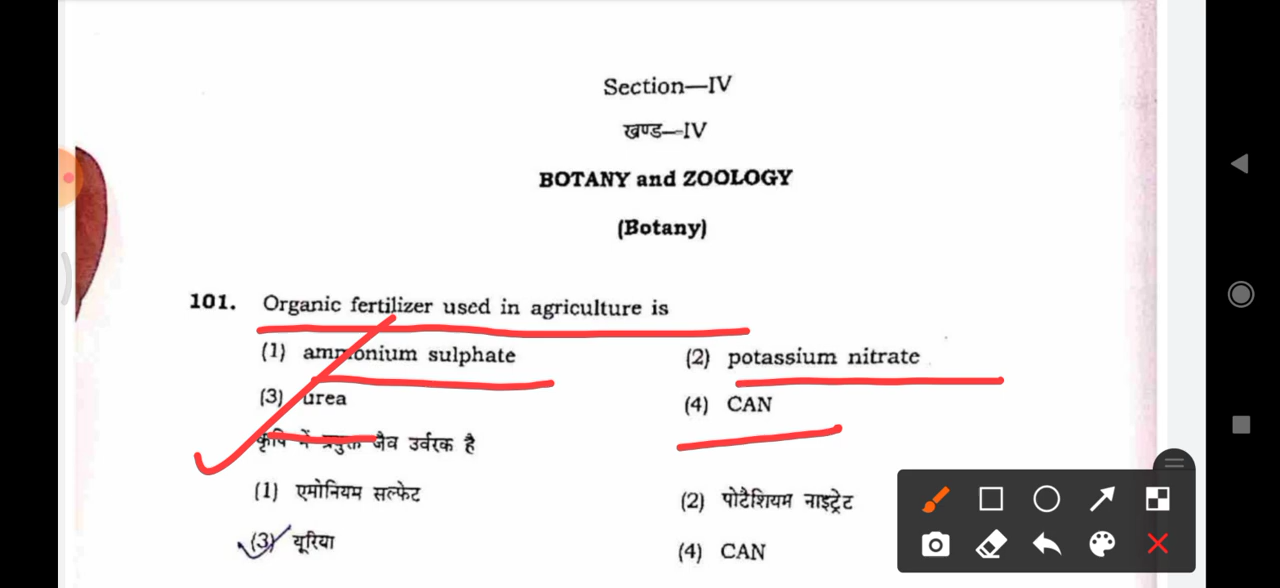 Section—IV
खण्ड—IV
BOTANY and ZOOLOGY
(Botany)
101. Organic fertilizer used in agriculture is
(1) ammonium sulphate (2) potassium nitrate
(3) urea (4) CAN
कृषि में प्रयुक्त जैव उर्वरक है
(1) एमोनियम सल्फेट (2) पोटैशियम नाइट्रेट
(3) यूरिया (4) CAN